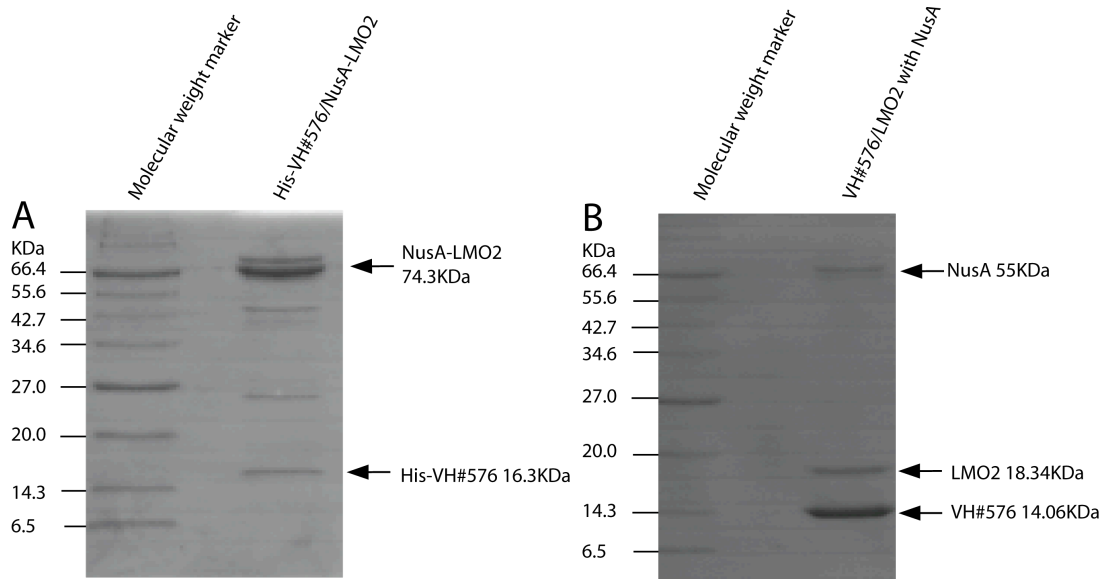 A
Molecular weight marker
His-VH#576/NusA-LMO2
KDa
66.4
55.6
42.7
34.6
27.0
20.0
14.3
6.5
NusA-LMO2
74.3KDa
His-VH#576 16.3KDa
B
Molecular weight marker
VH#576/LMO2 with NusA
KDa
66.4
55.6
42.7
34.6
27.0
20.0
14.3
6.5
NusA 55KDa
LMO2 18.34KDa
VH#576 14.06KDa